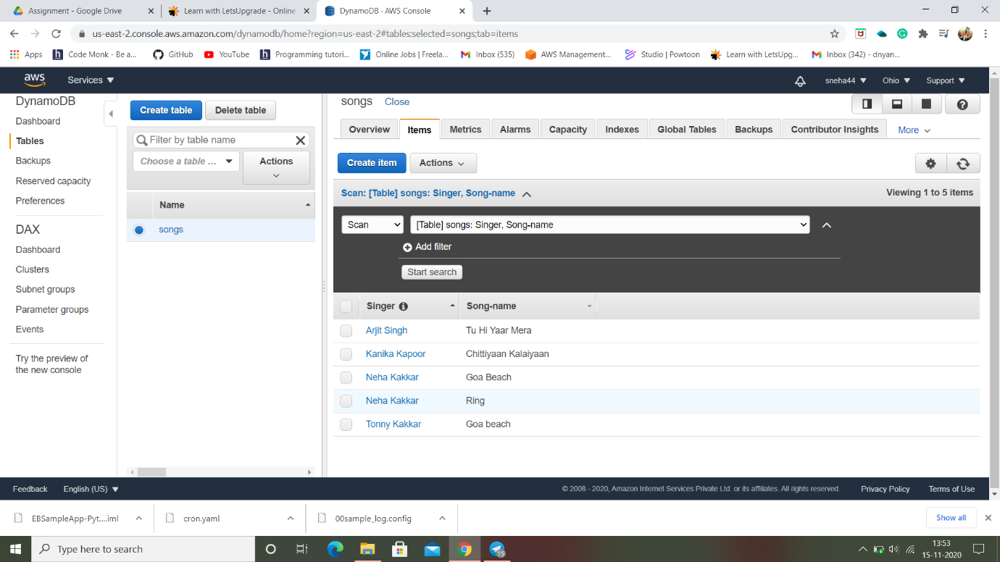 Assignment - Google Drive
Learn with LetsUpgrade - Online
DynamoDB · AWS Console
us-east-2.console.aws.amazon.com/dynamodb/home?region=us-east-2#tables:selected=songs;tab=items
Apps
Code Monk - Be a...
GitHub
YouTube
Programming tutori...
Online Jobs | Freela...
Inbox (535)
AWS Management...
Studio | Powtoon
Learn with LetsUpg...
Inbox (342) - dnyan...
aws
Services
sneha44
Ohio
Support
DynamoDB
Dashboard
Tables
Backups
Reserved capacity
Preferences
DAX
Dashboard
Clusters
Subnet groups
Parameter groups
Events
Try the preview of
the new console
Create table
Delete table
Filter by table name
Choose a table ...
Actions
Name
songs
songs Close
Overview
Items
Metrics
Alarms
Capacity
Indexes
Global Tables
Backups
Contributor Insights
More
Create item
Actions
Scan: [Table] songs: Singer, Song-name
Viewing 1 to 5 items
Scan
[Table] songs: Singer, Song-name
Add filter
Start search
Singer Song-name
Arjit Singh Tu Hi Yaar Mera
Kanika Kapoor Chittiyaan Kalaiyaan
Neha Kakkar Goa Beach
Neha Kakkar Ring
Tonny Kakkar Goa beach
Feedback
English (US)
© 2008 - 2020, Amazon Internet Services Private Ltd. or its affiliates. All rights reserved.
Privacy Policy
Terms of Use
EBSampleApp-Pyt....iml
cron.yaml
00sample_log.config
Show all
Type here to search
15
13:53
15-11-2020